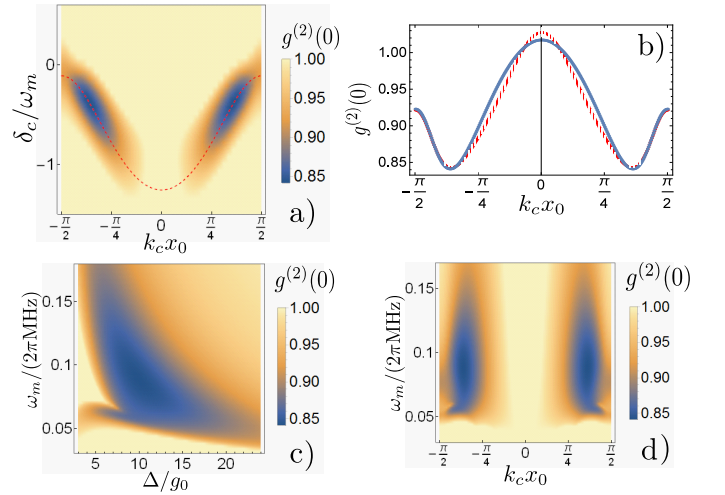 g⁽²⁾(0)
1.00
0.95
0.90
0.85
0
−1
δ_c/ω_m
−π/2
−π/4
0
π/4
π/2
k_c x_0
a)
b)
g⁽²⁾(0)
1.00
0.95
0.90
0.85
−π/2
−π/4
0
π/4
π/2
k_c x_0
g⁽²⁾(0)
1.00
0.95
0.90
0.85
ω_m/(2πMHz)
0.15
0.1
0.05
5
10
15
20
Δ/g_0
c)
g⁽²⁾(0)
1.00
0.95
0.90
0.85
ω_m/(2πMHz)
0.15
0.1
0.05
−π/2
−π/4
0
π/4
π/2
k_c x_0
d)